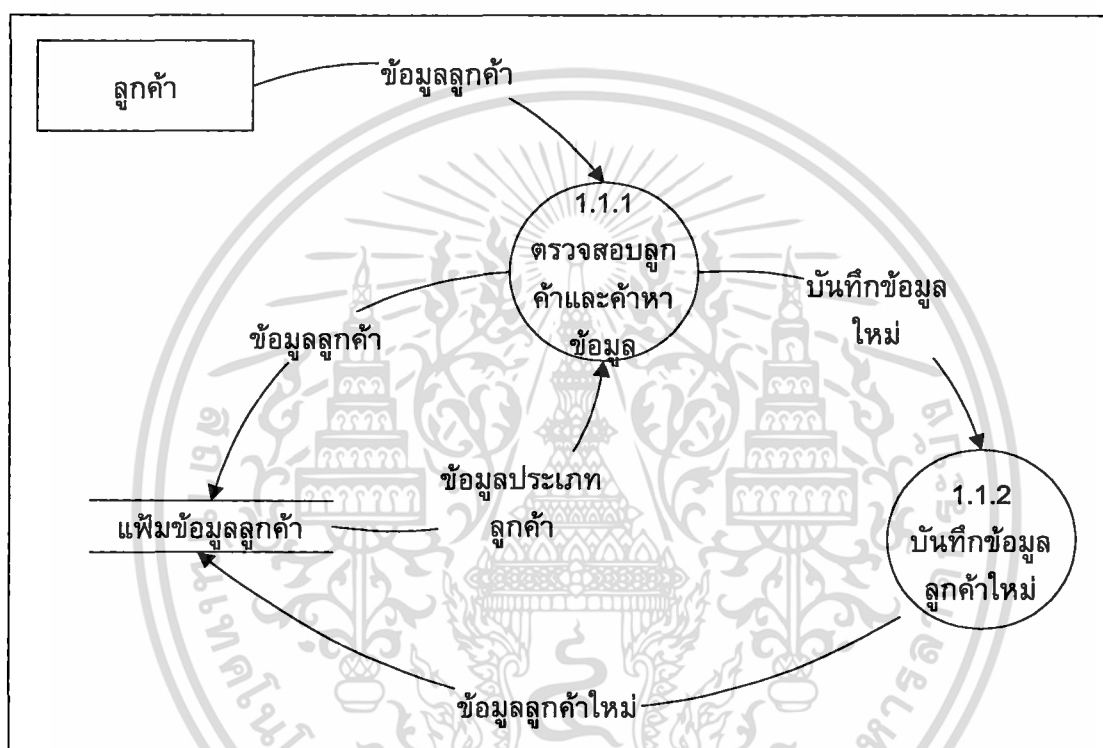 ลูกค้า
ข้อมูลลูกค้า
1.1.1
ตรวจสอบลูก
ค้าและค้าหา
ข้อมูล
บันทึกข้อมูล
ใหม่
ข้อมูลลูกค้า
ข้อมูลประเภท
ลูกค้า
แฟ้มข้อมูลลูกค้า
1.1.2
บันทึกข้อมูล
ลูกค้าใหม่
ข้อมูลลูกค้าใหม่